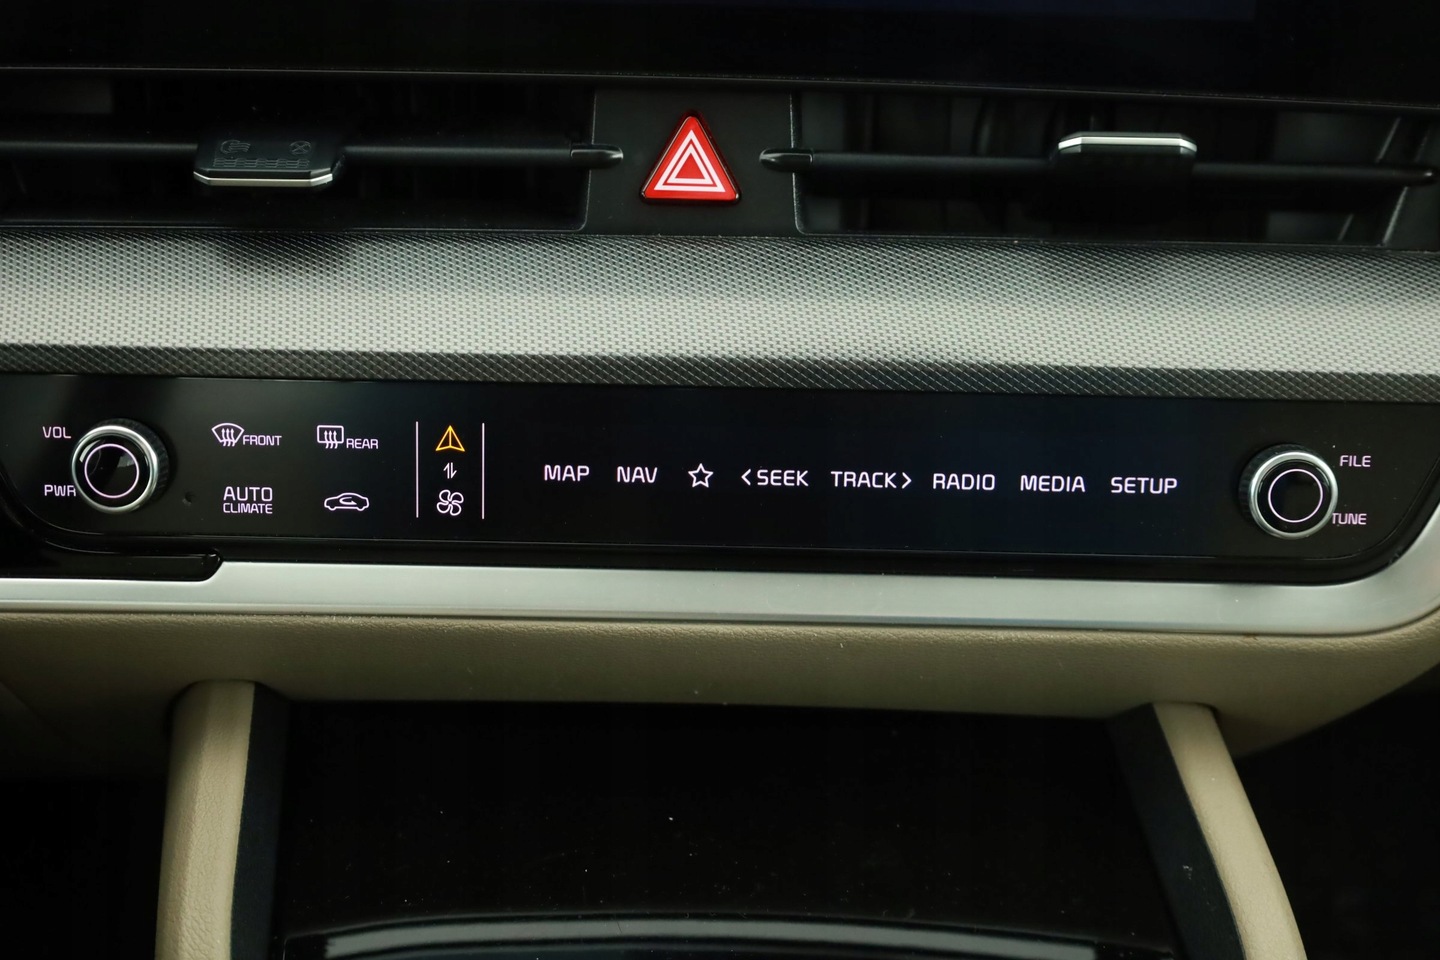 VOL
PWR
FRONT
REAR
AUTO
CLIMATE
MAP NAV <SEEK TRACK> RADIO MEDIA SETUP
FILE
TUNE